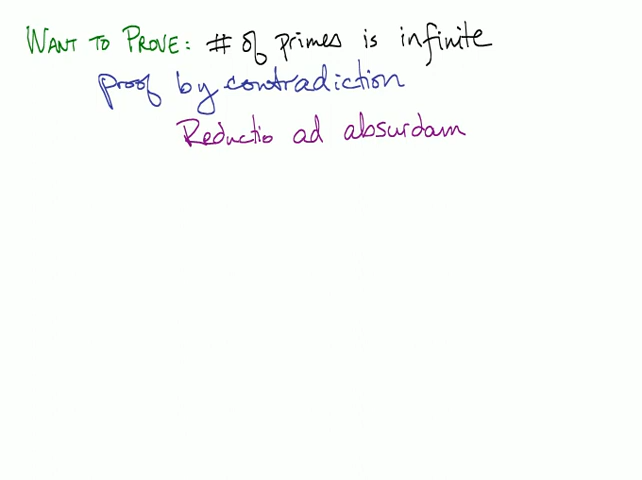 WANT TO PROVE: # of primes is infinite
proof by contradiction
Reductio ad absurdam